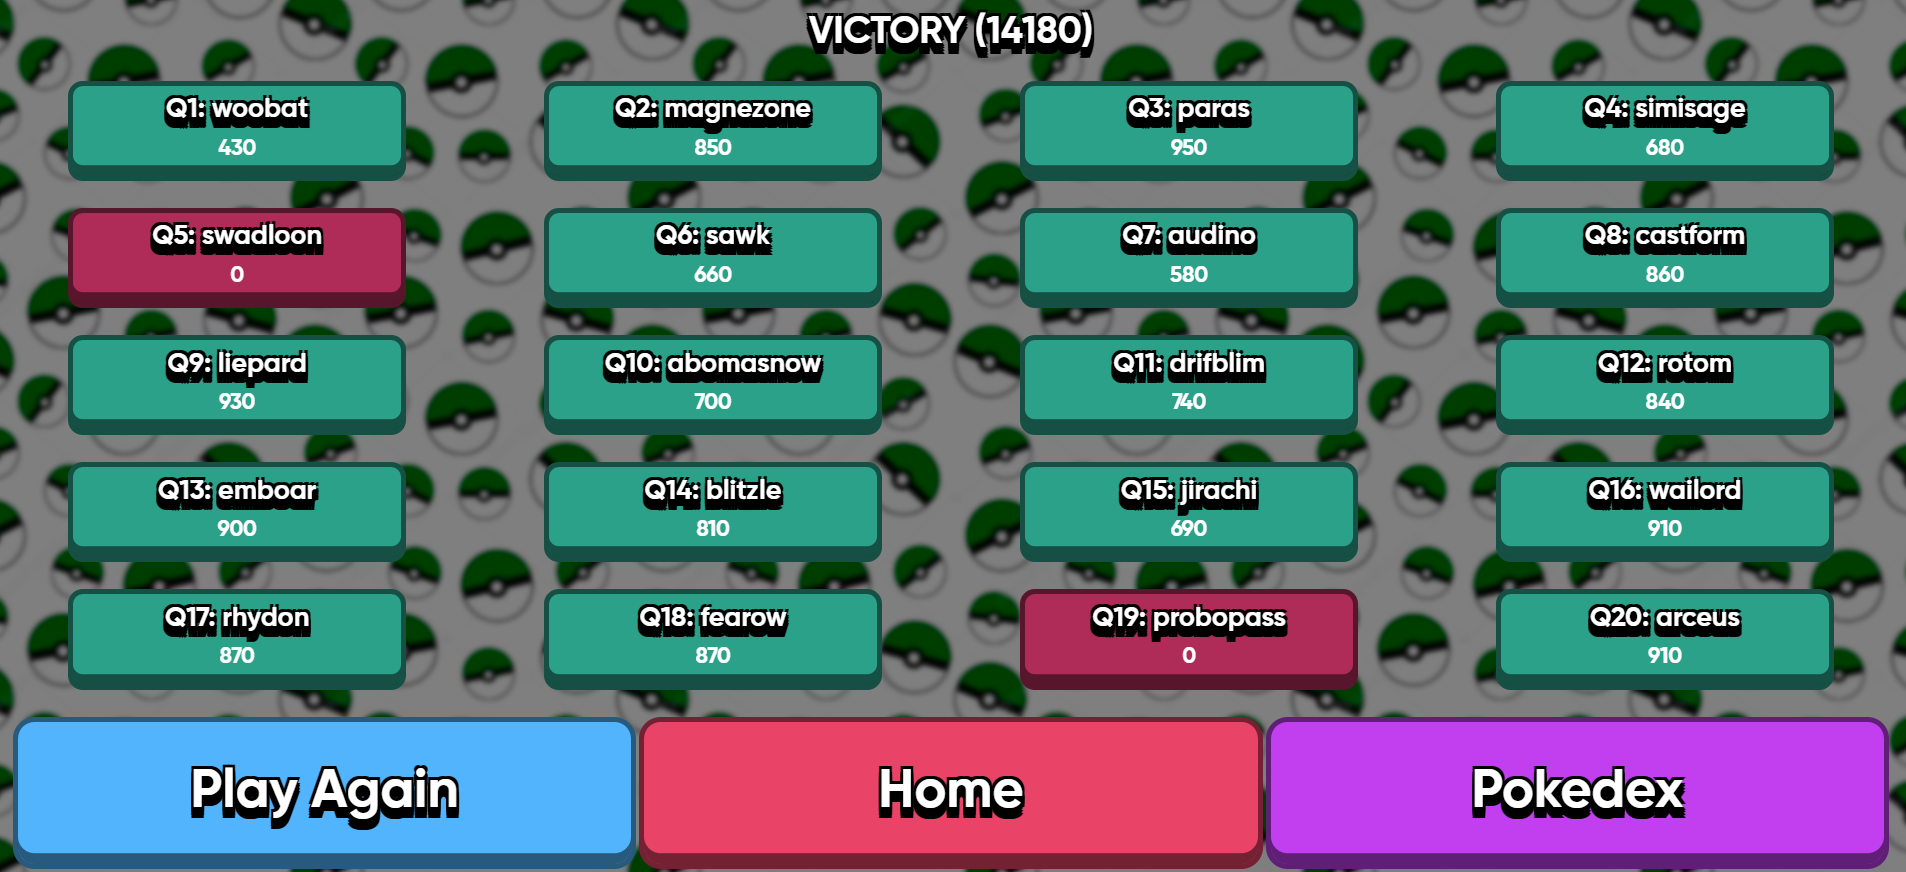 VICTORY (14180)
Q1: woobat
430
Q2: magnezone
850
Q3: paras
950
Q4: simisage
680
Q5: swadloon
0
Q6: sawk
660
Q7: audino
580
Q8: castform
860
Q9: liepard
930
Q10: abomasnow
700
Q11: drifblim
740
Q12: rotom
840
Q13: emboar
900
Q14: blitzle
810
Q15: jirachi
690
Q16: wailord
910
Q17: rhydon
870
Q18: fearow
870
Q19: probopass
0
Q20: arceus
910
Play Again
Home
Pokedex